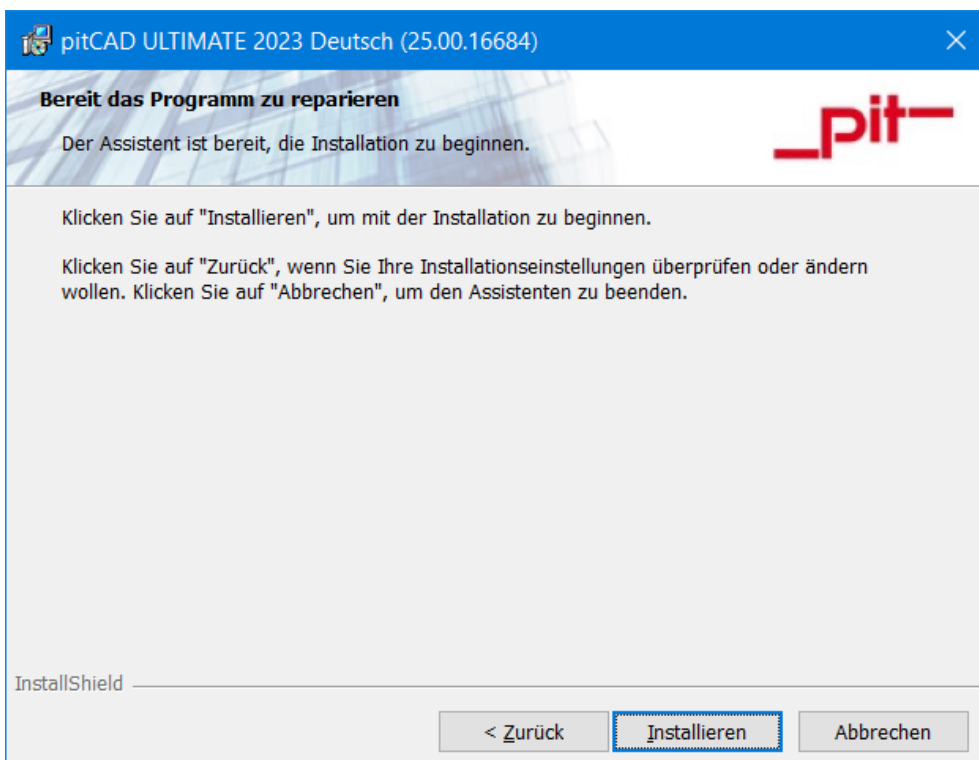 pitCAD ULTIMATE 2023 Deutsch (25.00.16684)
Bereit das Programm zu reparieren
Der Assistent ist bereit, die Installation zu beginnen.
_pit—
Klicken Sie auf "Installieren", um mit der Installation zu beginnen.
Klicken Sie auf "Zurück", wenn Sie Ihre Installationseinstellungen überprüfen oder ändern
wollen. Klicken Sie auf "Abbrechen", um den Assistenten zu beenden.
InstallShield
< Zurück Installieren Abbrechen